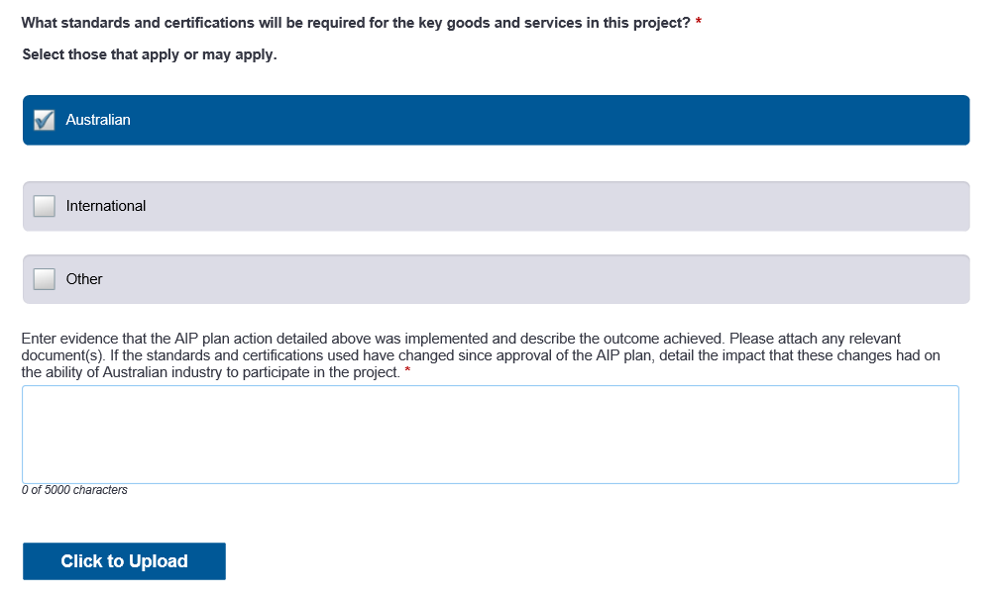 What standards and certifications will be required for the key goods and services in this project? *
Select those that apply or may apply.
Australian
International
Other
Enter evidence that the AIP plan action detailed above was implemented and describe the outcome achieved. Please attach any relevant
document(s). If the standards and certifications used have changed since approval of the AIP plan, detail the impact that these changes had on
the ability of Australian industry to participate in the project. *
0 of 5000 characters
Click to Upload